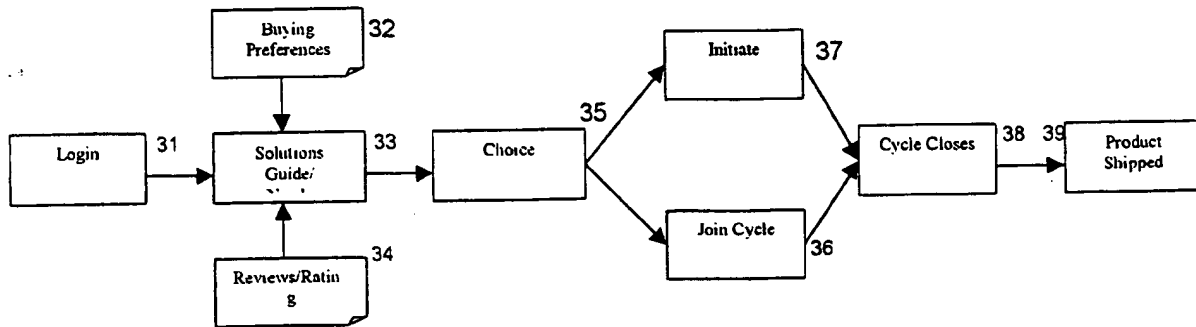 Buying
Preferences
32
Initiate
37
Login
31
Solutions
Guide/
33
Choice
35
Cycle Closes
38
39
Product
Shipped
Join Cycle
36
Reviews/Ratin
g
34